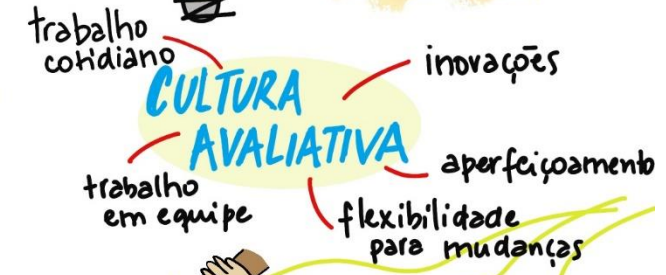 trabalho
cotidiano
CULTURA
AVALIATIVA
inovações
aperfeiçoamento
trabalho
em equipe
flexibilidade
para mudanças